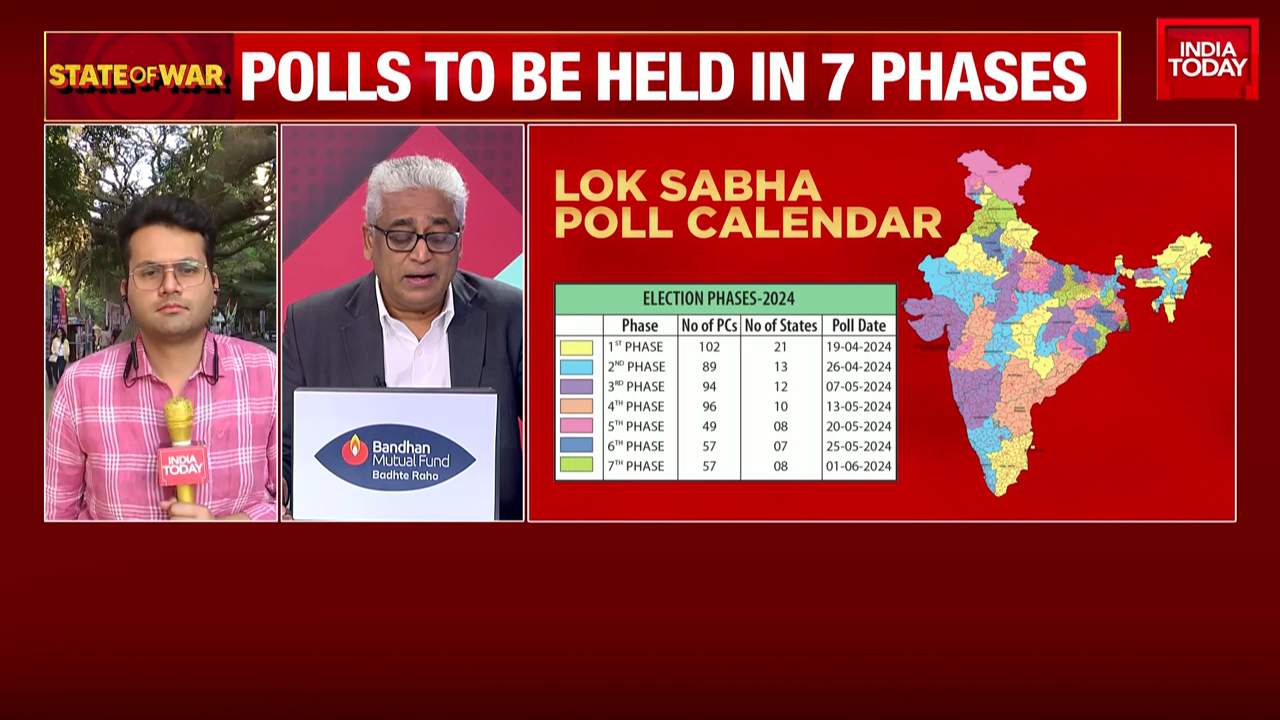 STATE OF WAR
POLLS TO BE HELD IN 7 PHASES
INDIA
TODAY
INDIA
TODAY
Bandhan
Mutual Fund
Badhte Raho
LOK SABHA
POLL CALENDAR
ELECTION PHASES-2024
Phase No of PCs No of States Poll Date
1ST PHASE 102 21 19-04-2024
2ND PHASE 89 13 26-04-2024
3RD PHASE 94 12 07-05-2024
4TH PHASE 96 10 13-05-2024
5TH PHASE 49 08 20-05-2024
6TH PHASE 57 07 25-05-2024
7TH PHASE 57 08 01-06-2024